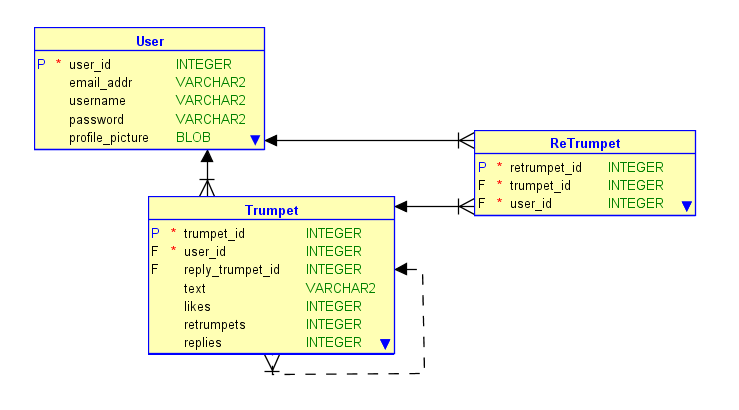 User
P * user_id INTEGER
email_addr VARCHAR2
username VARCHAR2
password VARCHAR2
profile_picture BLOB
ReTrumpet
P * retrumpet_id INTEGER
F * trumpet_id INTEGER
F * user_id INTEGER
Trumpet
P * trumpet_id INTEGER
F * user_id INTEGER
F reply_trumpet_id INTEGER
text VARCHAR2
likes INTEGER
retrumpets INTEGER
replies INTEGER